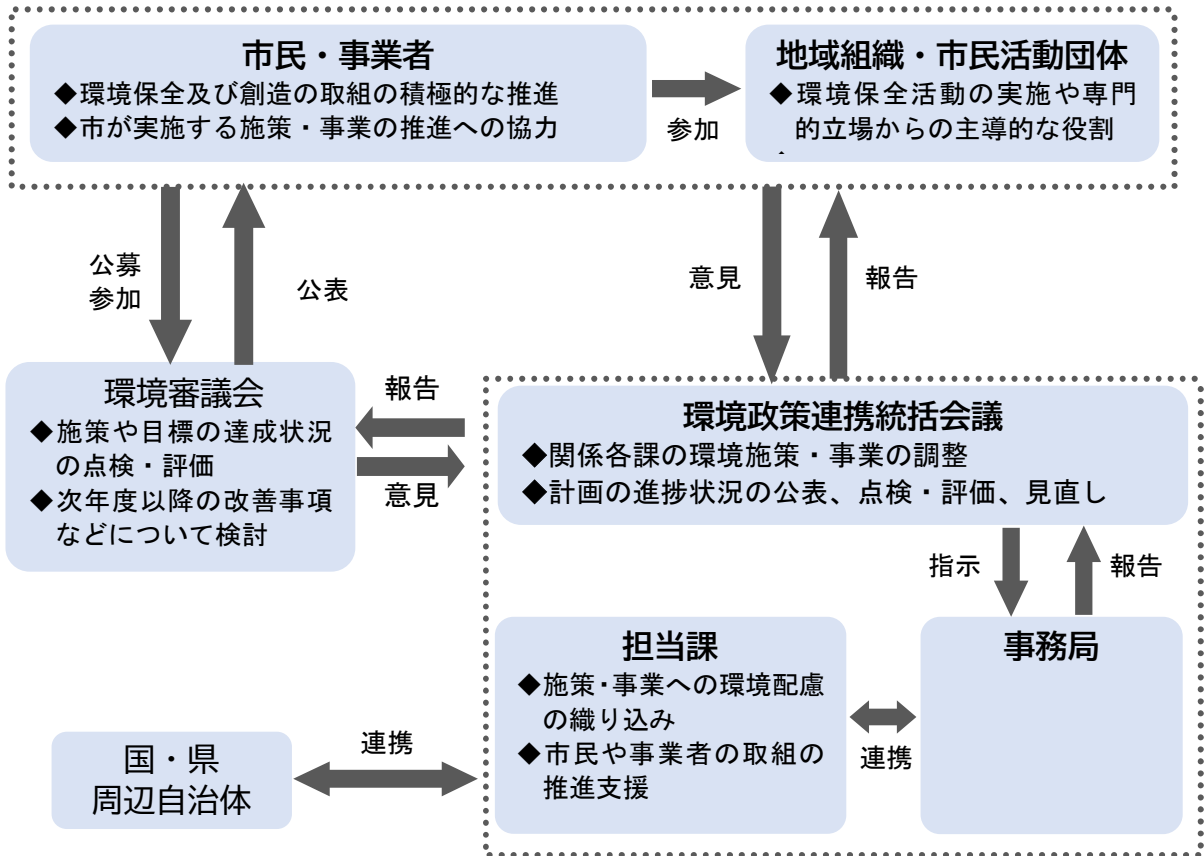 市民・事業者
◆環境保全及び創造の取組の積極的な推進
◆市が実施する施策・事業の推進への協力
参加
地域組織・市民活動団体
◆環境保全活動の実施や専門
的立場からの主導的な役割
公募
参加
公表
意見
報告
環境審議会
◆施策や目標の達成状況
の点検・評価
◆次年度以降の改善事項
などについて検討
報告
意見
環境政策連携統括会議
◆関係各課の環境施策・事業の調整
◆計画の進捗状況の公表、点検・評価、見直し
指示
報告
担当課
◆施策・事業への環境配慮
の織り込み
◆市民や事業者の取組の
推進支援
連携
事務局
国・県
周辺自治体
連携